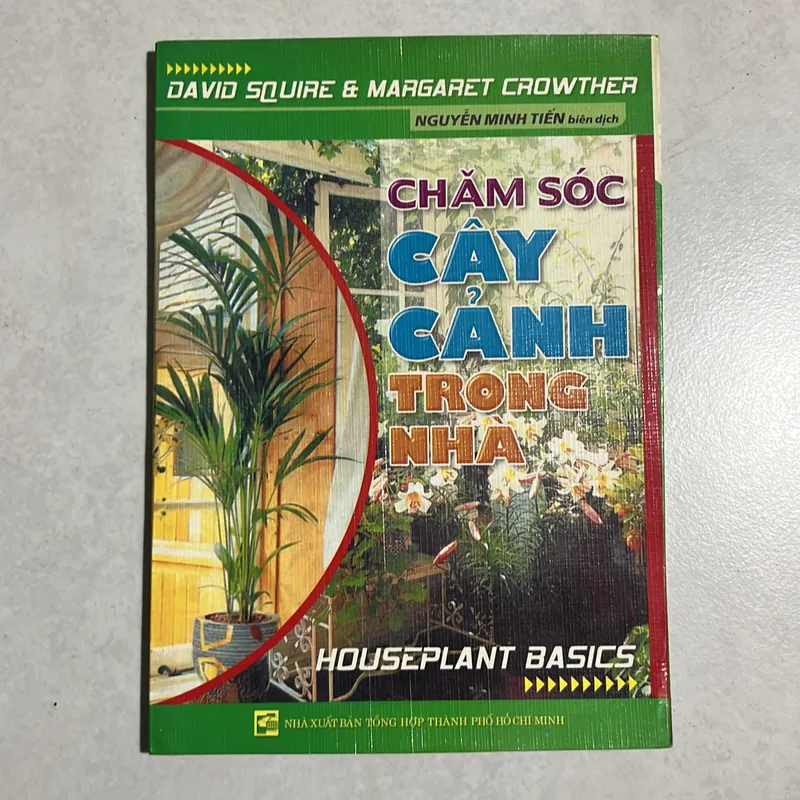 DAVID SQUIRE & MARGARET CROWTHER
NGUYỄN MINH TIẾN biên dịch
CHĂM SÓC
CÂY
CẢNH
TRONG
NHÀ
HOUSEPLANT BASICS
NHÀ XUẤT BẢN TỔNG HỢP THÀNH PHỐ HỒ CHÍ MINH